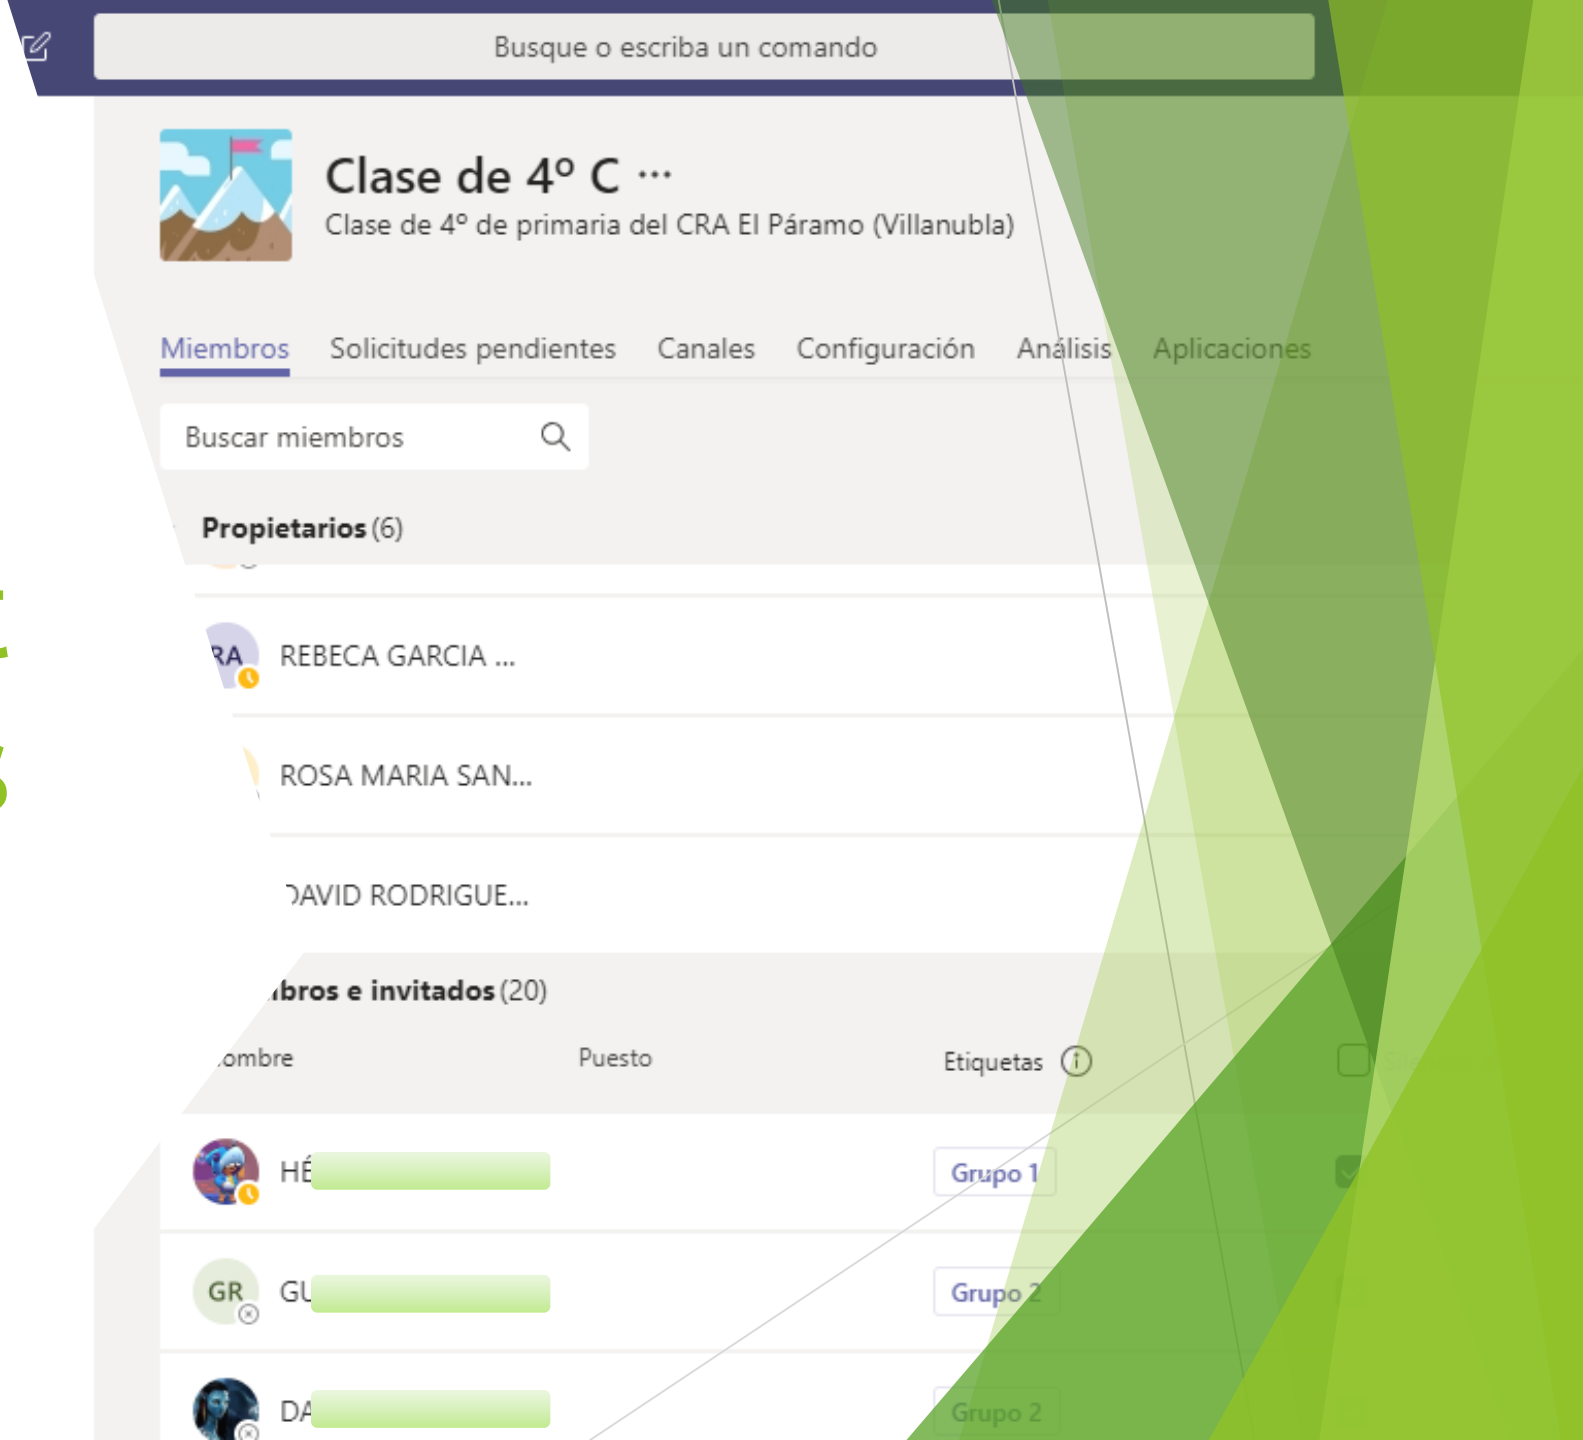 Busque o escriba un comando
Clase de 4º C ···
Clase de 4º de primaria del CRA El Páramo (Villanubla)
Miembros Solicitudes pendientes Canales Configuración Análisis Aplicaciones
Buscar miembros
Propietarios (6)
RA REBECA GARCIA ...
ROSA MARIA SAN...
DAVID RODRIGUE...
bros e invitados (20)
ombre Puesto Etiquetas
HÉ Grupo 1
GR GU Grupo 2
DA Grupo 2